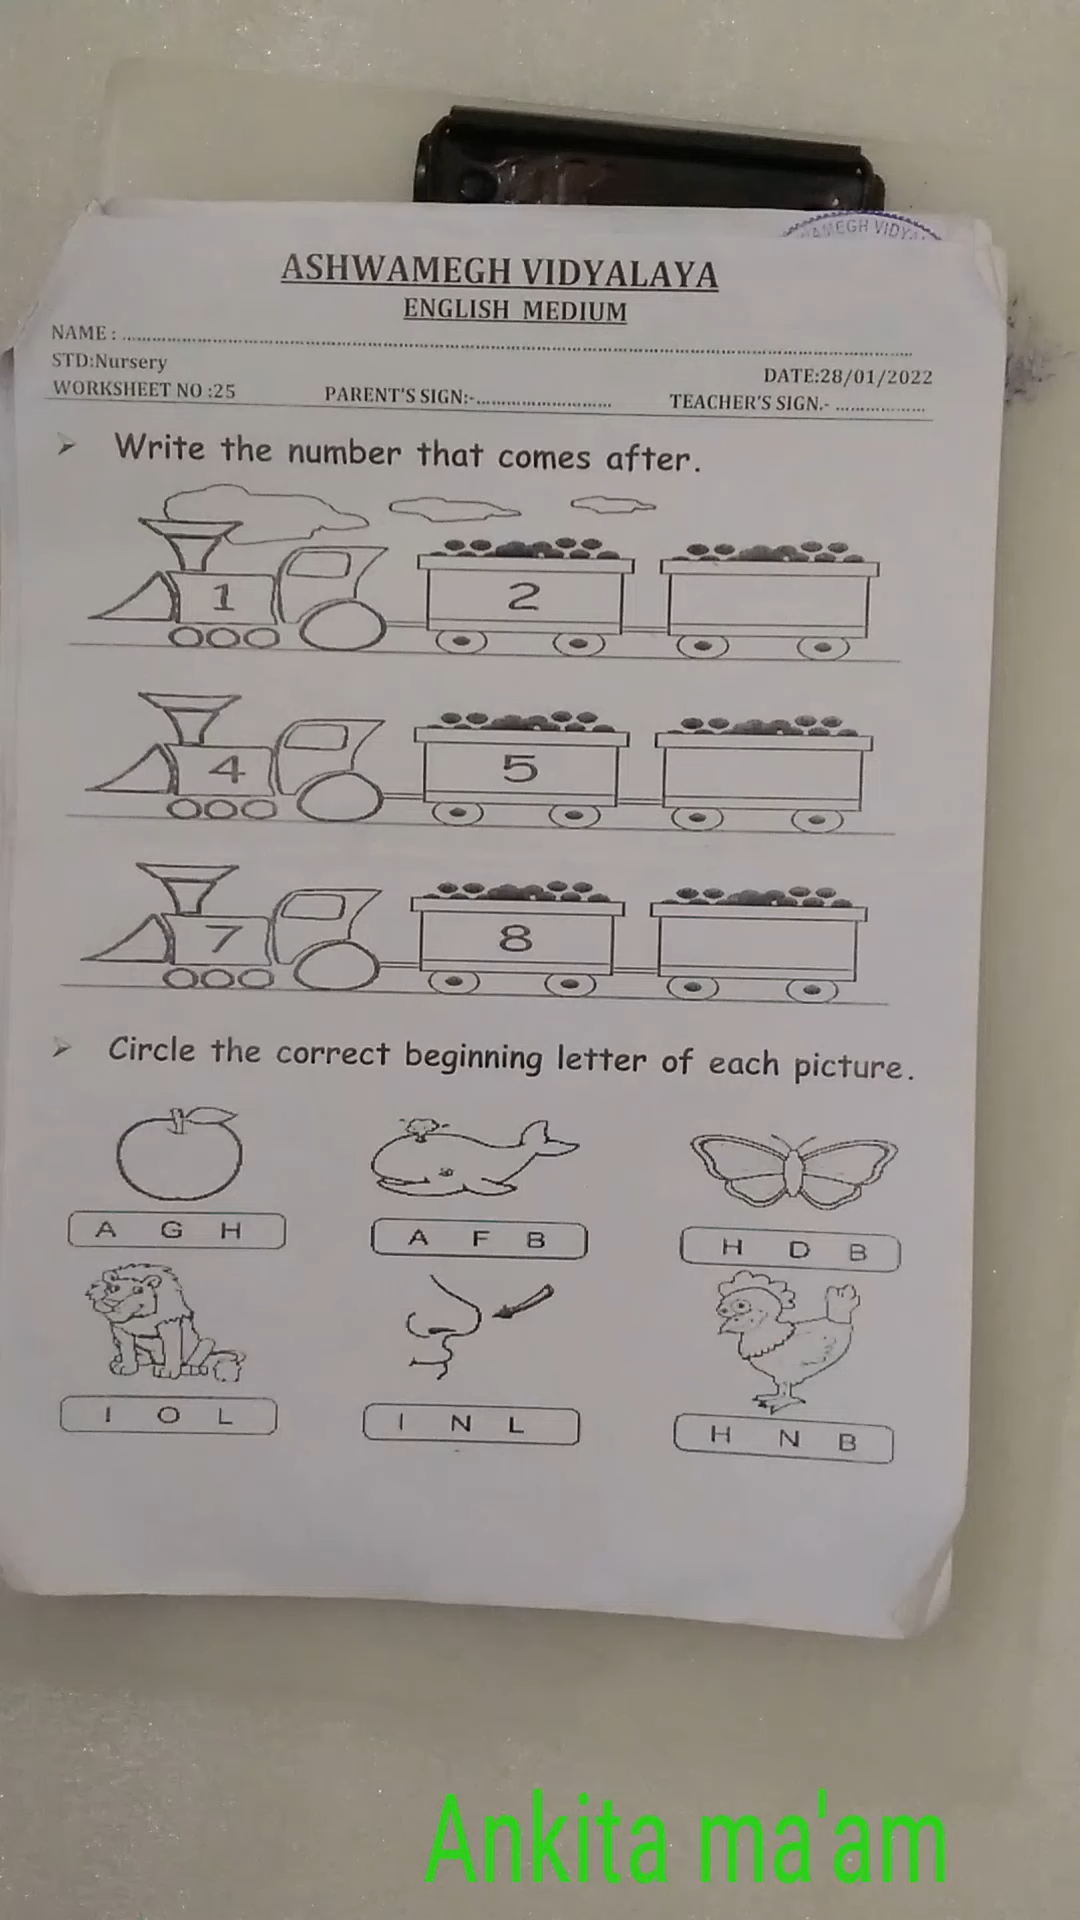 AMEGH VIDYA
ASHWAMEGH VIDYALAYA
ENGLISH MEDIUM
NAME : ................................................
STD:Nursery
DATE:28/01/2022
WORKSHEET NO :25 PARENT'S SIGN:-........................ TEACHER'S SIGN.- ................
➢ Write the number that comes after.
1 2
4 5
7 8
➢ Circle the correct beginning letter of each picture.
A G H A F B H D B
I O L I N L H N B
Ankita ma'am